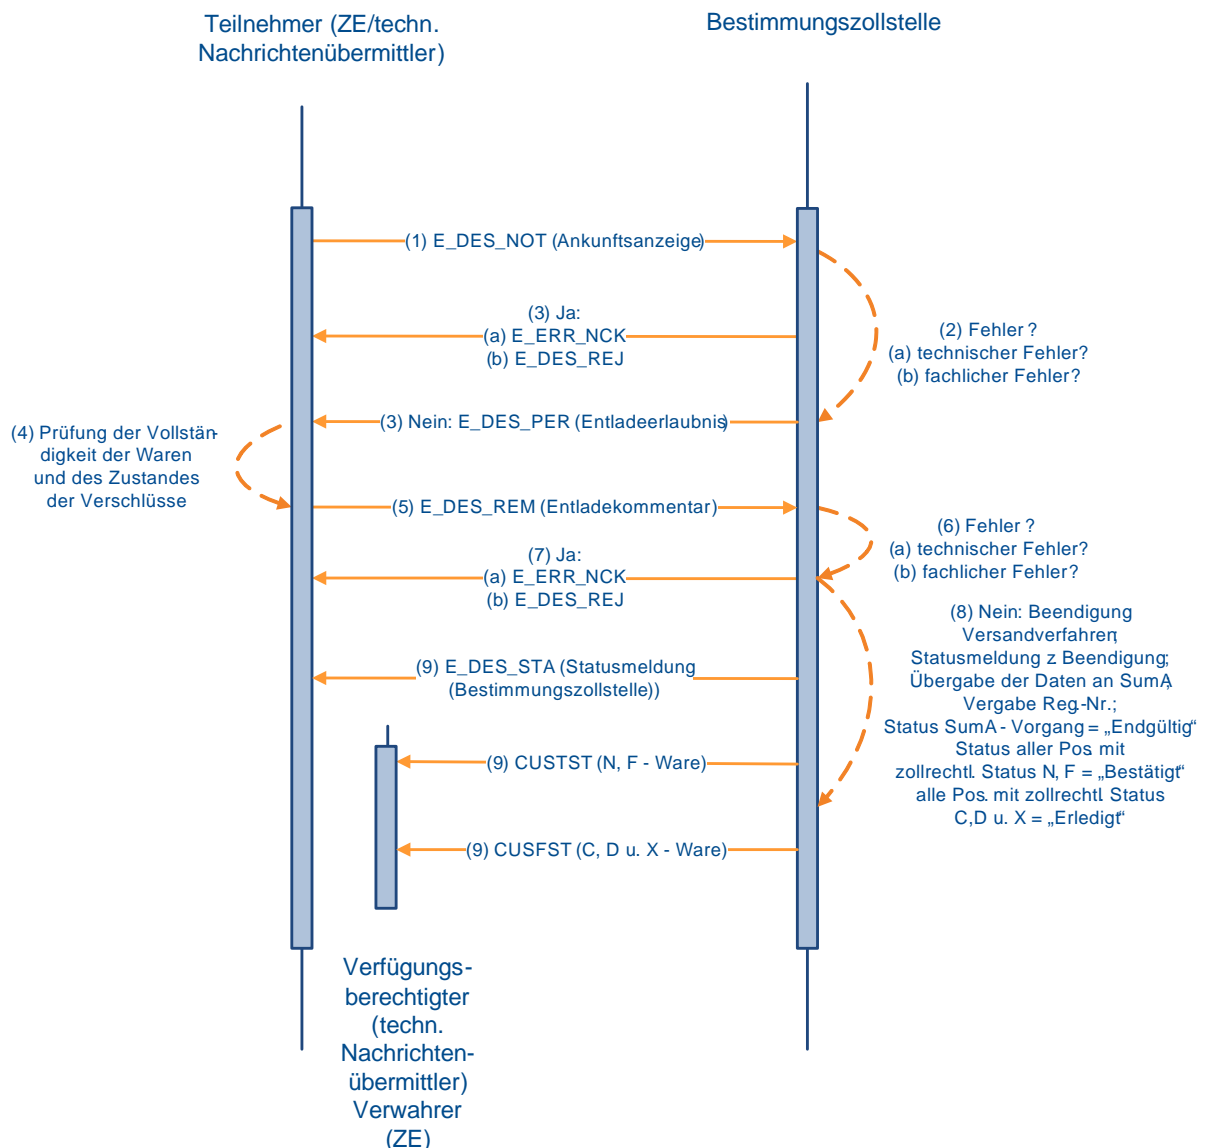 Teilnehmer (ZE/techn.
Nachrichtenübermittler)
Bestimmungszollstelle
(1) E_DES_NOT (Ankunftsanzeige)
(2) Fehler ?
(a) technischer Fehler?
(b) fachlicher Fehler?
(3) Ja:
(a) E_ERR_NCK
(b) E_DES_REJ
(3) Nein: E_DES_PER (Entladeerlaubnis)
(4) Prüfung der Vollstän-
digkeit der Waren
und des Zustandes
der Verschlüsse
(5) E_DES_REM (Entladekommentar)
(6) Fehler ?
(a) technischer Fehler?
(b) fachlicher Fehler?
(7) Ja:
(a) E_ERR_NCK
(b) E_DES_REJ
(8) Nein: Beendigung
Versandverfahren;
Statusmeldung z Beendigung;
Übergabe der Daten an SumA,
Vergabe Reg.-Nr.;
Status SumA - Vorgang = „Endgültig“
Status aller Pos. mit
zollrechtl. Status N, F = „Bestätigt“
alle Pos. mit zollrechtl. Status
C,D u. X = „Erledigt“
(9) E_DES_STA (Statusmeldung
(Bestimmungszollstelle))
(9) CUSTST (N, F - Ware)
(9) CUSFST (C, D u. X - Ware)
Verfügungs-
berechtigter
(techn.
Nachrichten-
übermittler)
Verwahrer
(ZE)